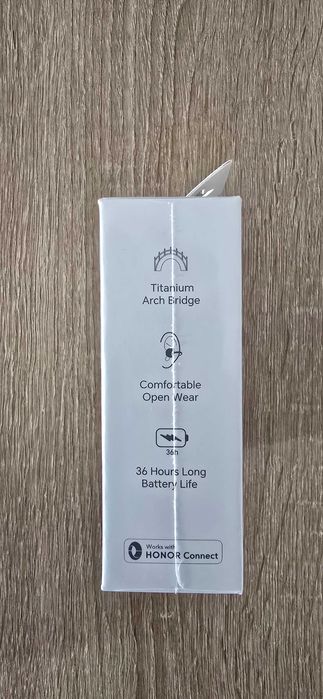 Titanium
Arch Bridge
Comfortable
Open Wear
36h
36 Hours Long
Battery Life
Works with
HONOR Connect